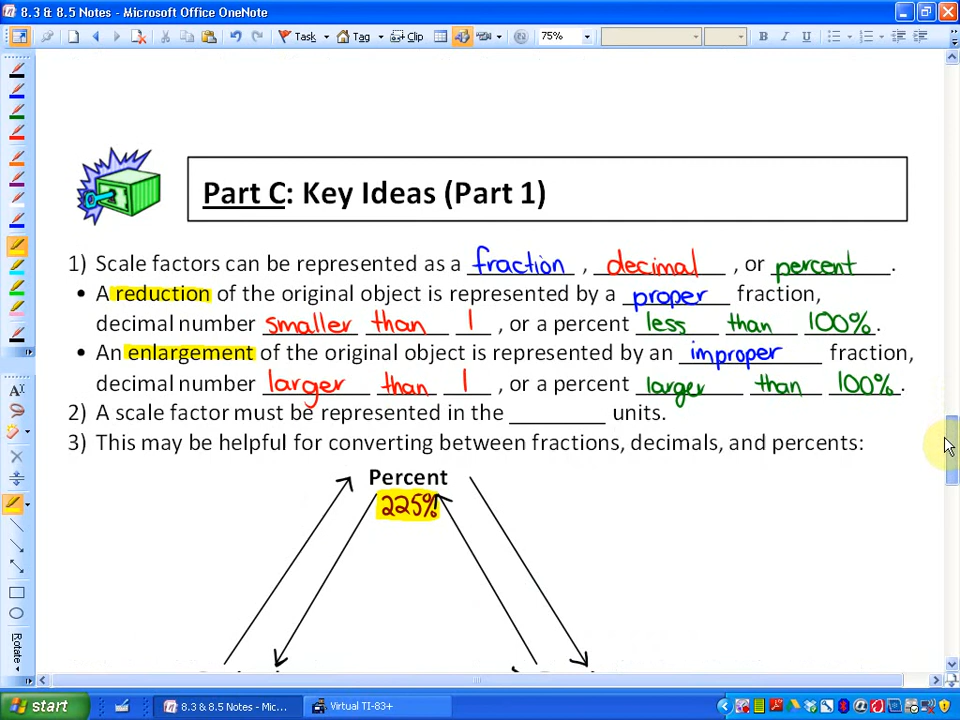 8.3 & 8.5 Notes - Microsoft Office OneNote
Task Tag Clip 75% B I U
Part C: Key Ideas (Part 1)
1) Scale factors can be represented as a fraction , decimal , or percent .
• A reduction of the original object is represented by a proper fraction,
decimal number smaller than 1 , or a percent less than 100% .
• An enlargement of the original object is represented by an improper fraction,
decimal number larger than 1 , or a percent larger than 100% .
2) A scale factor must be represented in the ________ units.
3) This may be helpful for converting between fractions, decimals, and percents:
Percent
225%
Rotate
start 8.3 & 8.5 Notes - M... Virtual TI-83+